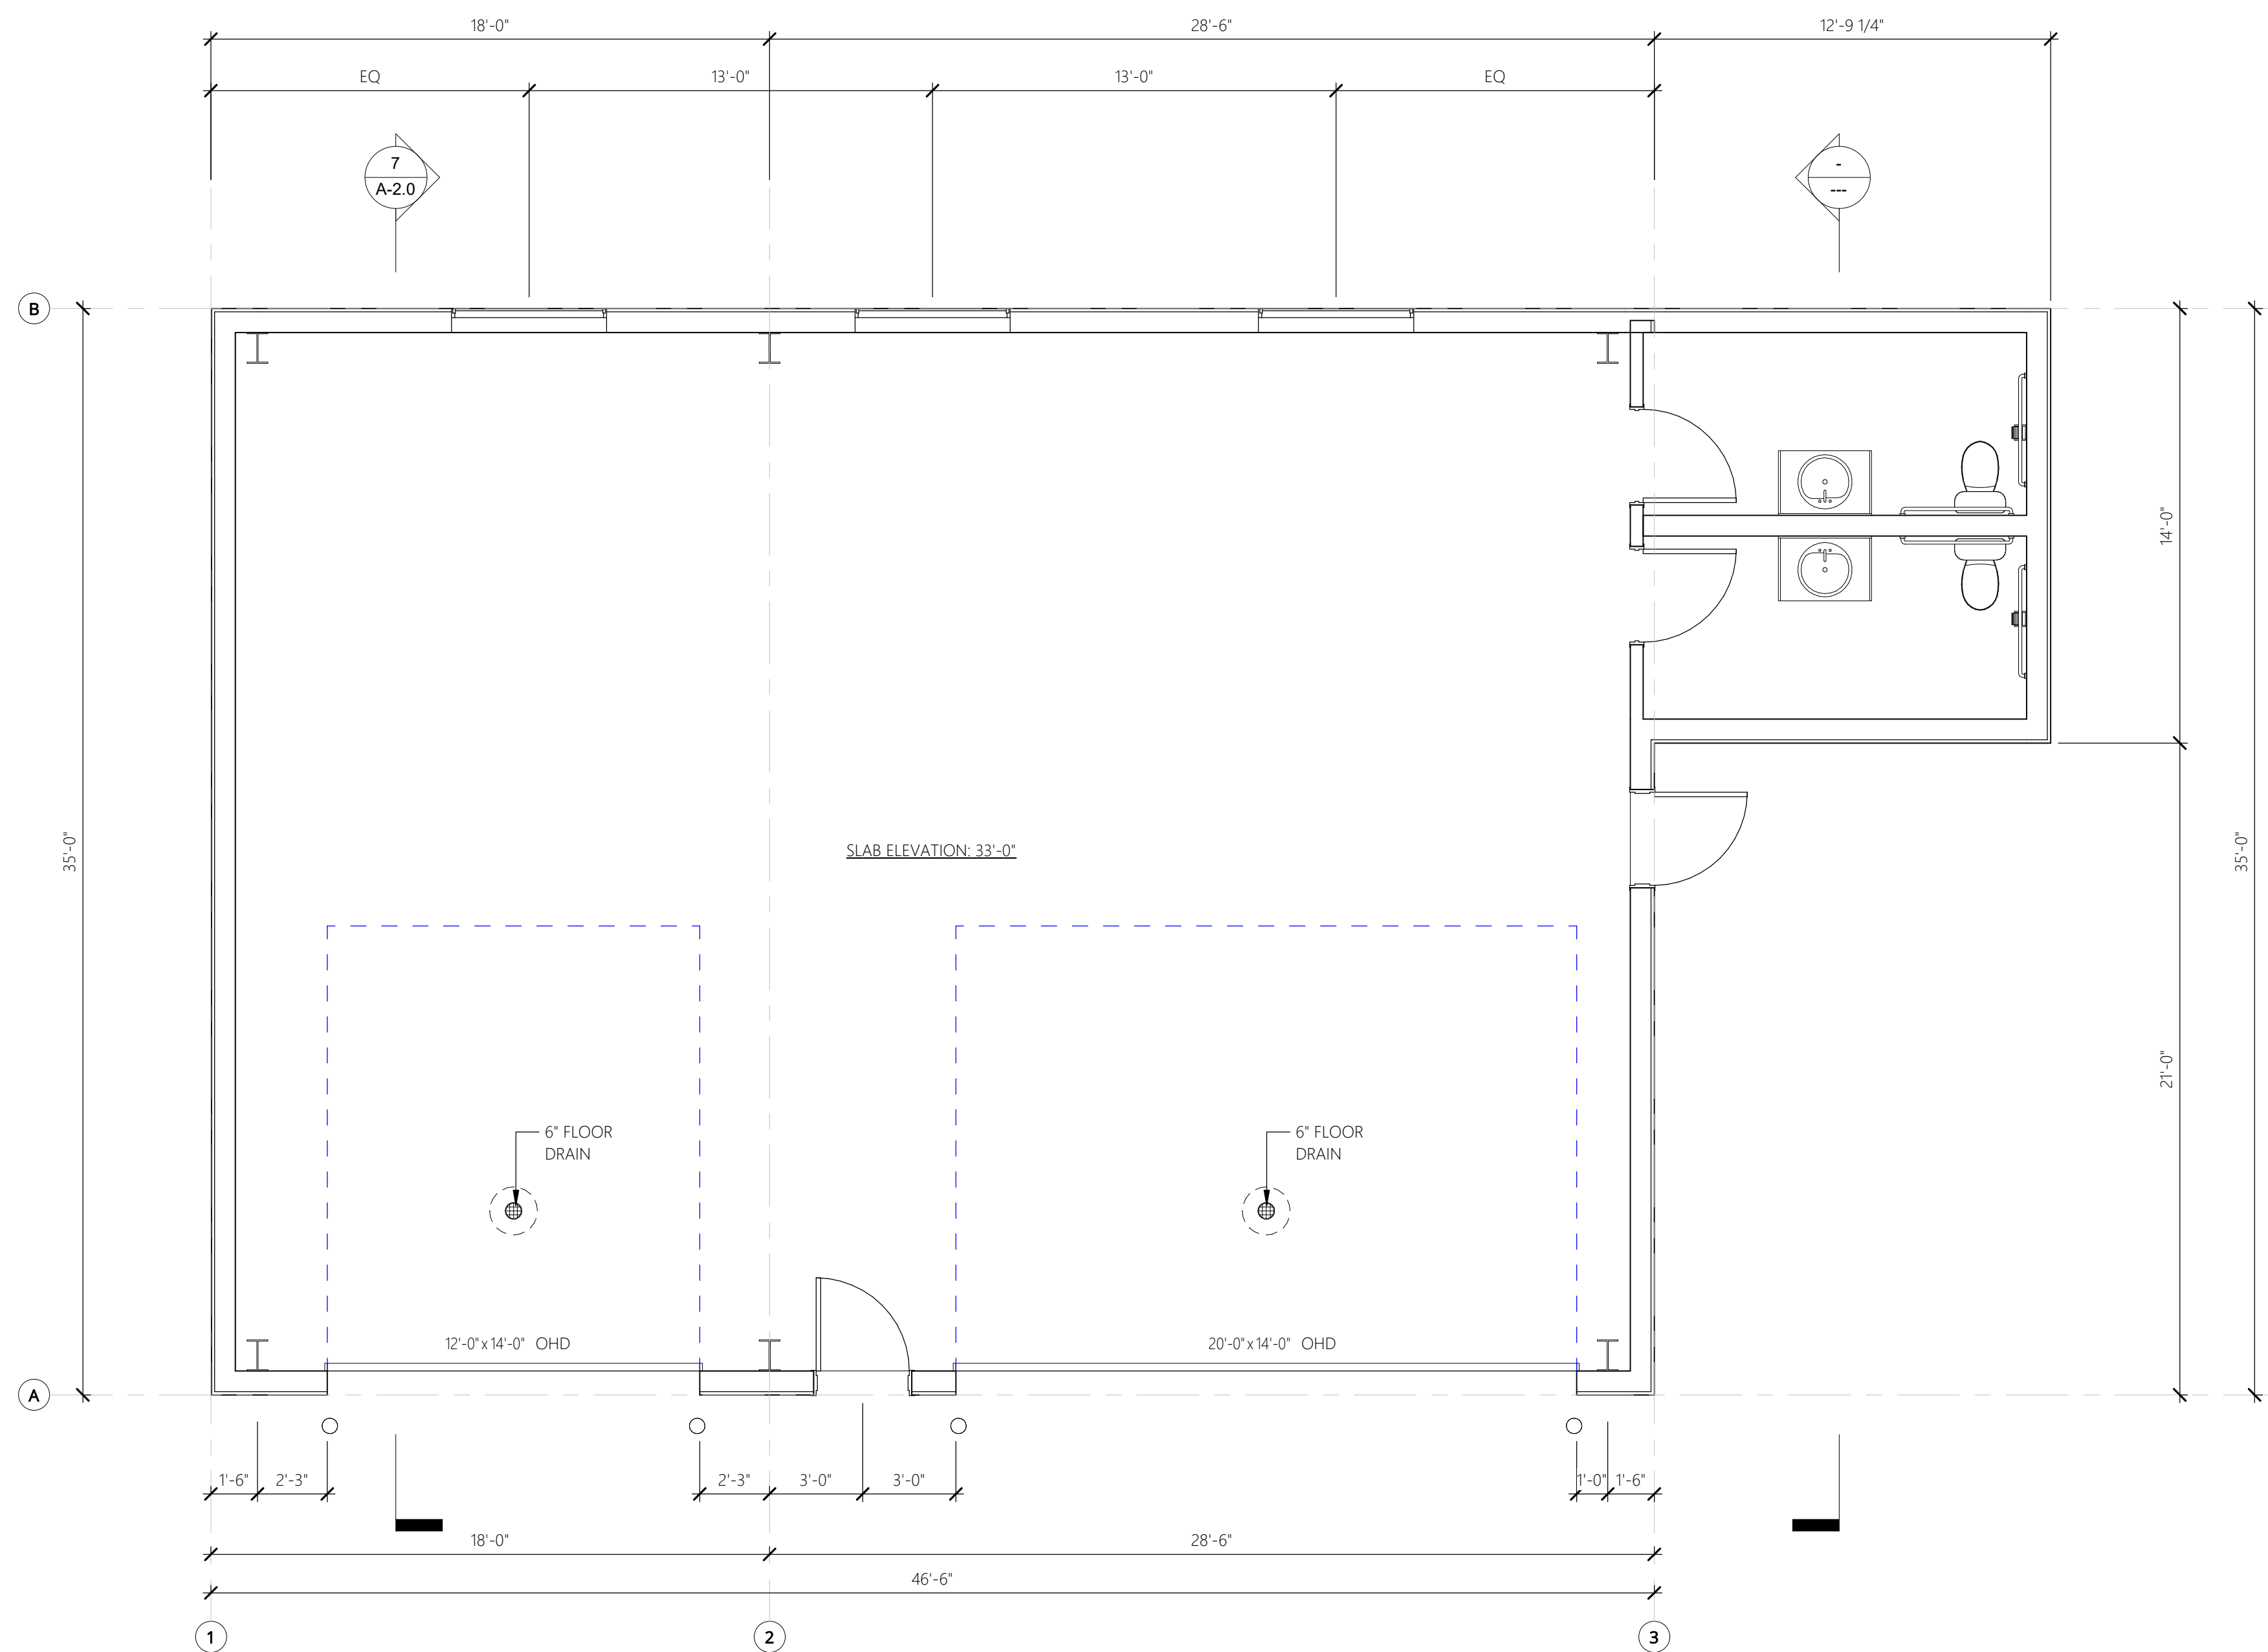 18'-0"
28'-6"
12'-9 1/4"
EQ
13'-0"
13'-0"
EQ
7
A-2.0
-
---
B
14'-0"
35'-0"
SLAB ELEVATION: 33'-0"
35'-0"
21'-0"
6" FLOOR
DRAIN
6" FLOOR
DRAIN
12'-0" x 14'-0" OHD
20'-0" x 14'-0" OHD
A
1'-6"
2'-3"
2'-3"
3'-0"
3'-0"
1'-0"
1'-6"
18'-0"
28'-6"
46'-6"
1
2
3